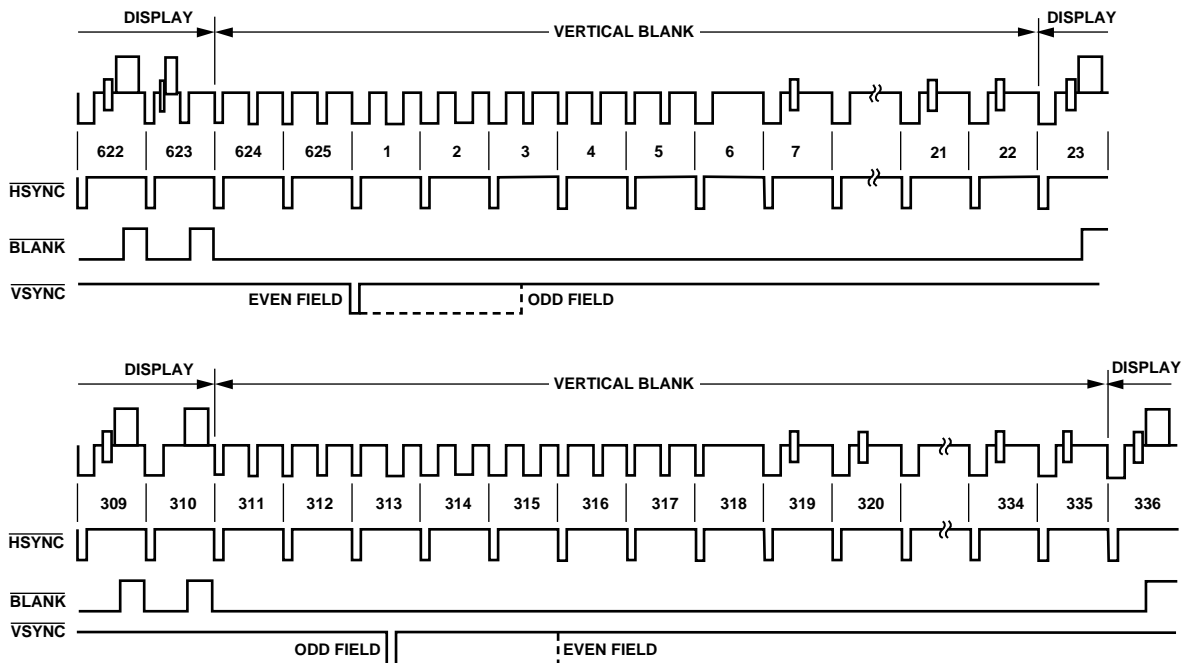 DISPLAY VERTICAL BLANK DISPLAY
622 623 624 625 1 2 3 4 5 6 7 21 22 23
HSYNC
BLANK
VSYNC
EVEN FIELD ODD FIELD
DISPLAY VERTICAL BLANK DISPLAY
309 310 311 312 313 314 315 316 317 318 319 320 334 335 336
HSYNC
BLANK
VSYNC
ODD FIELD EVEN FIELD